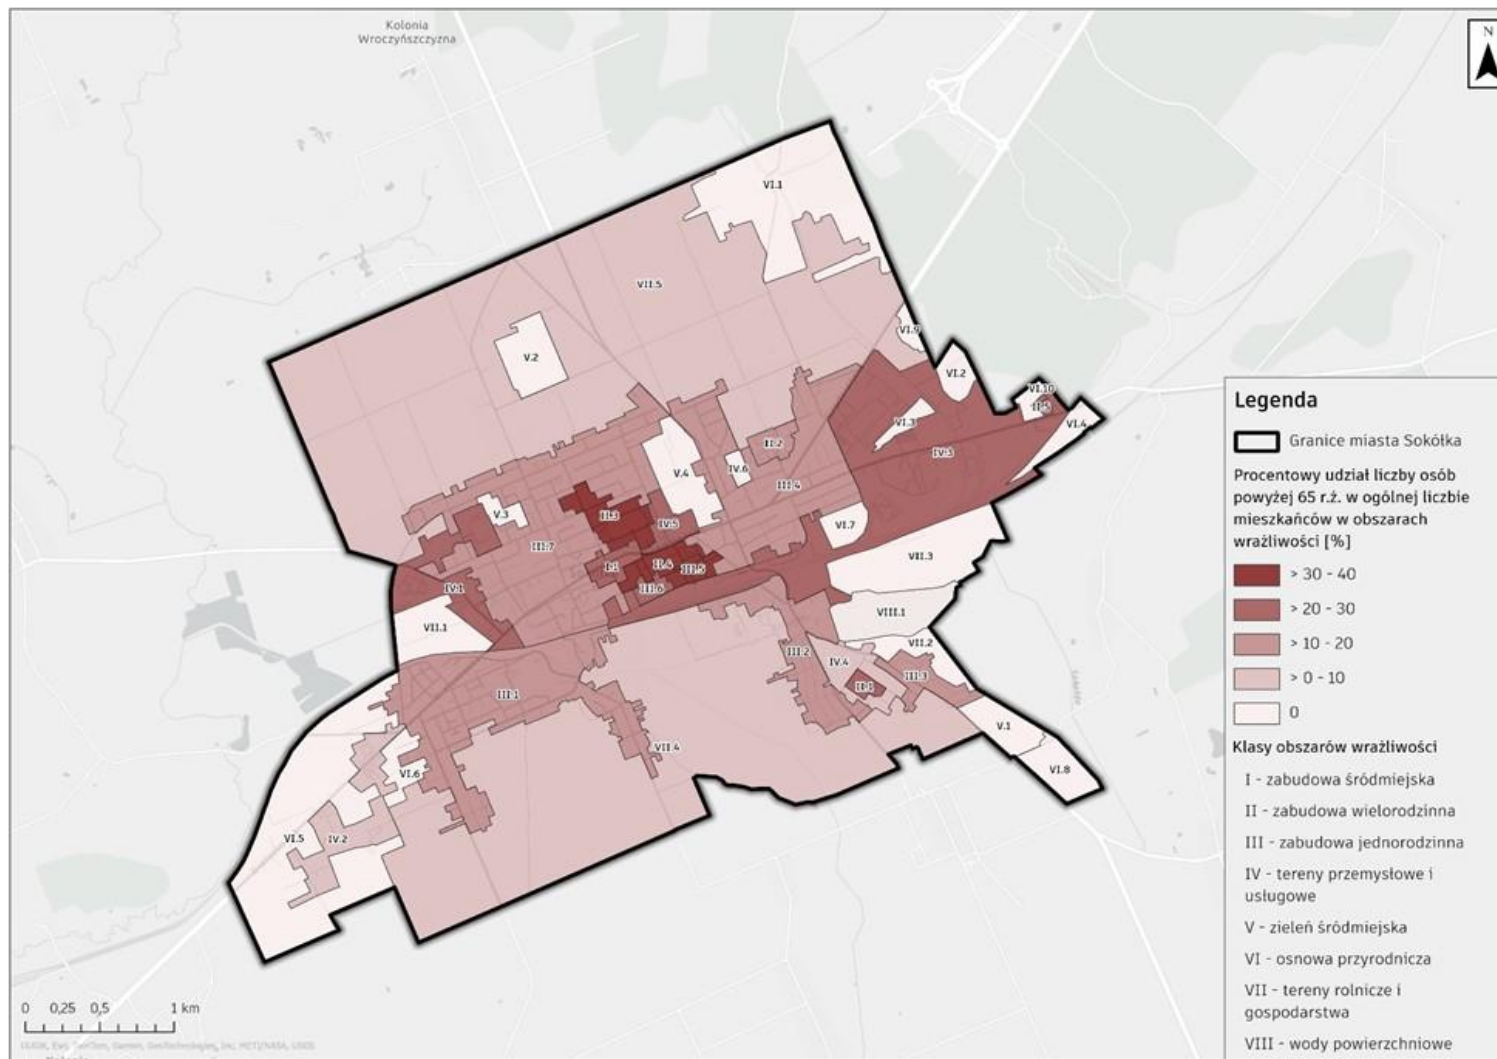 Kolonia
Wroczyńszczyzna
N
VI.1
VII.5
VI.9
V.2
VI.2
VI.10
II.5
VI.3
VI.4
II.2
IV.3
V.4
IV.6
III.4
V.3
II.3
IV.5
VI.7
III.7
VII.3
I.1
II.4
III.5
IV.1
III.6
VIII.1
VII.1
VII.2
III.2
IV.4
III.3
II.1
III.1
V.1
VII.4
VI.6
VI.8
VI.5
IV.2
Legenda
Granice miasta Sokółka
Procentowy udział liczby osób
powyżej 65 r.ż. w ogólnej liczbie
mieszkańców w obszarach
wrażliwości [%]
> 30 - 40
> 20 - 30
> 10 - 20
> 0 - 10
0
Klasy obszarów wrażliwości
I - zabudowa śródmiejska
II - zabudowa wielorodzinna
III - zabudowa jednorodzinna
IV - tereny przemysłowe i
usługowe
V - zieleń śródmiejska
VI - osnowa przyrodnicza
VII - tereny rolnicze i
gospodarstwa
VIII - wody powierzchniowe
0 0,25 0,5 1 km